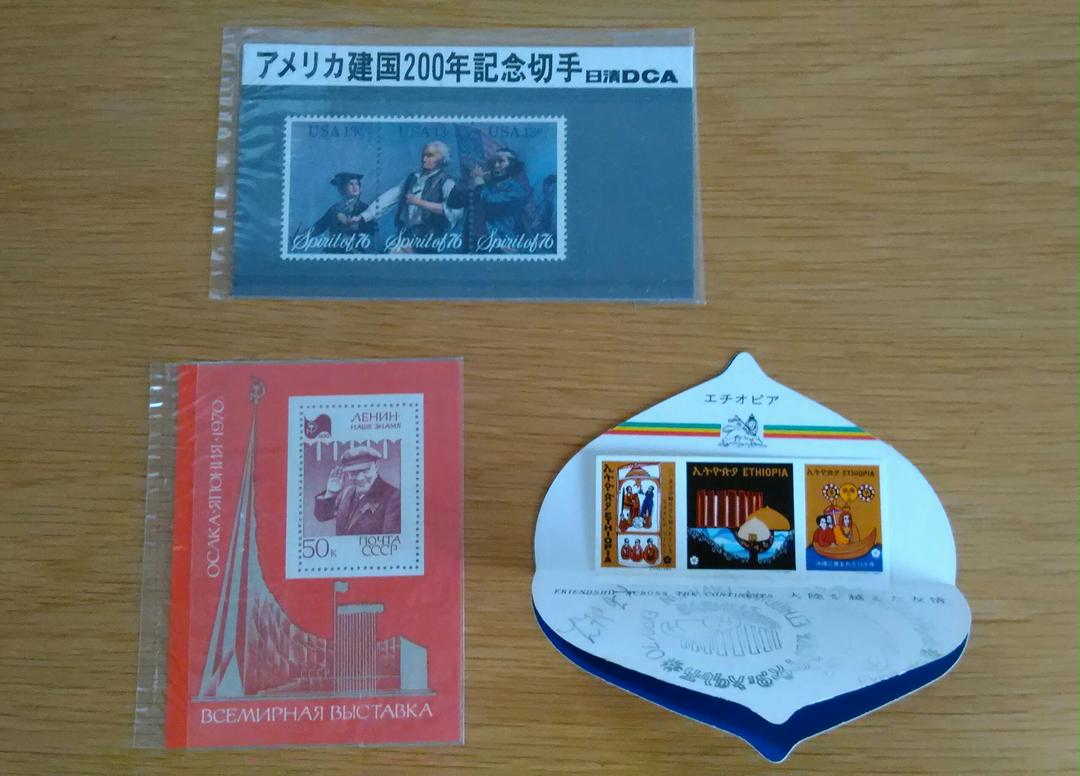 アメリカ建国200年記念切手 日清DCA
USA 13c USA 13c USA 13c
Spirit of 76 Spirit of 76 Spirit of 76
ОСАКА·ЯПОНИЯ·1970
ЛЕНИН-
НАШЕ ЗНАМЯ
50к
ПОЧТА
СССР
ВСЕМИРНАЯ ВЫСТАВКА
エチオピア
ኢትዮጵያ ETHIOPIA
ኢትዮጵያ ETHIOPIA
ኢትዮጵያ ETHIOPIA
FRIENDSHIP ACROSS THE CONTINENTS 大陸を越えた友情